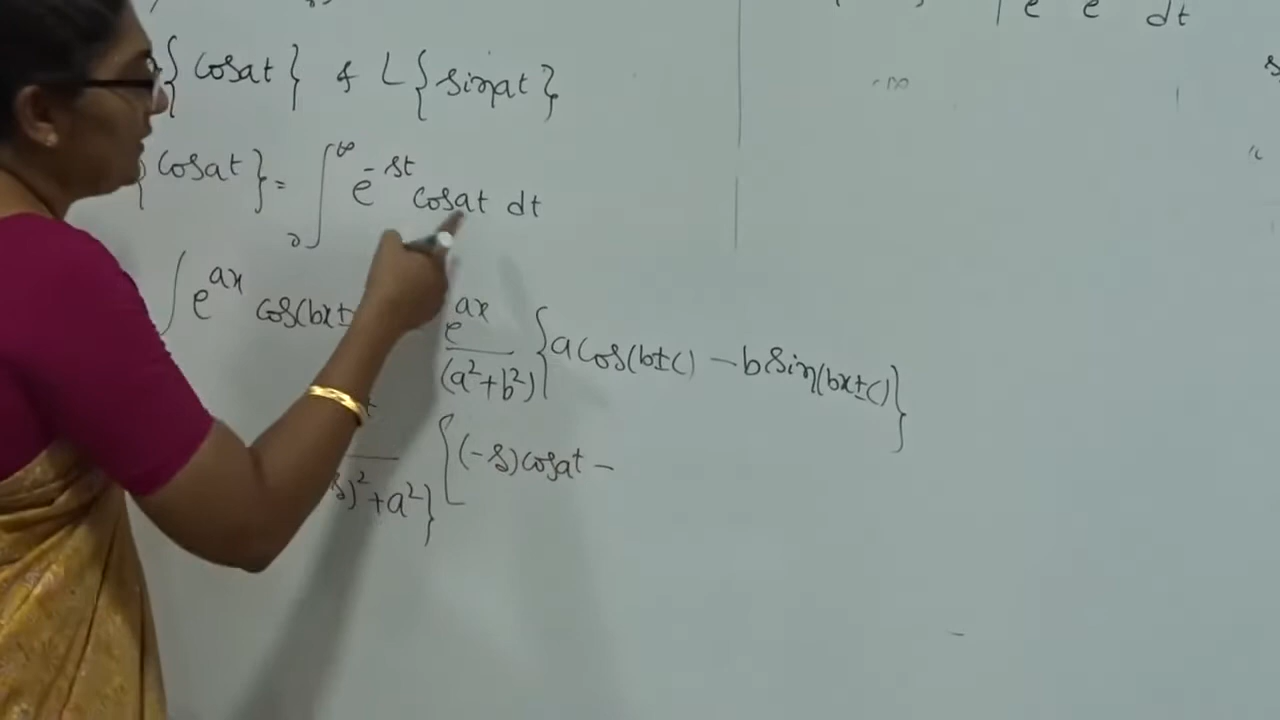 {cosat} & L{sinat}
{cosat} = ∫₀^∞ e^-st cosat dt
∫ e^ax cos(bx± e^ax/(a²+b²) {a cos(b±c) - b sin(bx±c)}
s)²+a²} [(-s)cosat -
e e dt